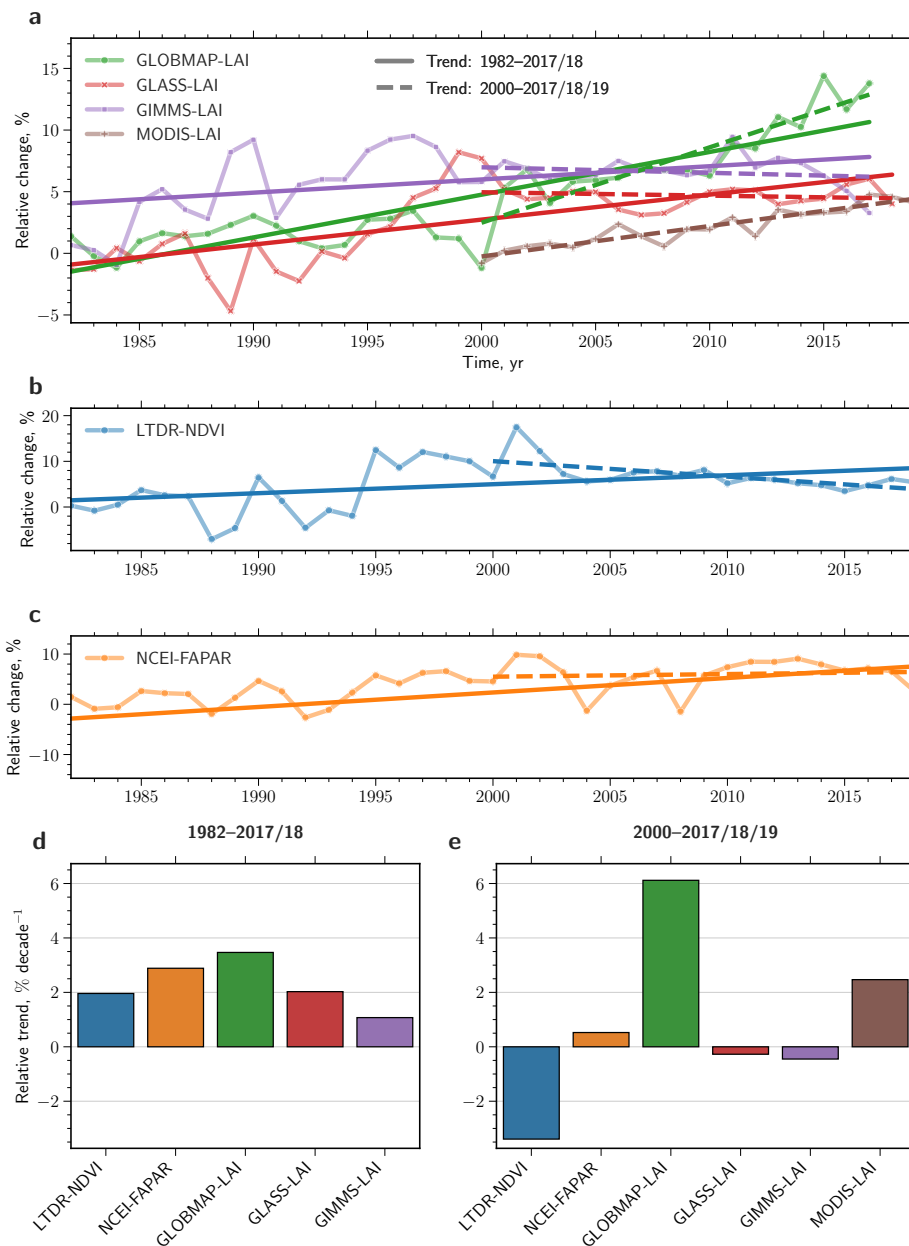 a
GLOBMAP-LAI
GLASS-LAI
GIMMS-LAI
MODIS-LAI
Trend: 1982–2017/18
Trend: 2000–2017/18/19
Relative change, %
15
10
5
0
−5
1985 1990 1995 2000 2005 2010 2015
Time, yr
b
LTDR-NDVI
Relative change, %
20
10
0
1985 1990 1995 2000 2005 2010 2015
c
NCEI-FAPAR
Relative change, %
10
0
−10
1985 1990 1995 2000 2005 2010 2015
d 1982–2017/18
Relative trend, % decade⁻¹
6
4
2
0
−2
LTDR-NDVI
NCEI-FAPAR
GLOBMAP-LAI
GLASS-LAI
GIMMS-LAI
e 2000–2017/18/19
6
4
2
0
−2
LTDR-NDVI
NCEI-FAPAR
GLOBMAP-LAI
GLASS-LAI
GIMMS-LAI
MODIS-LAI